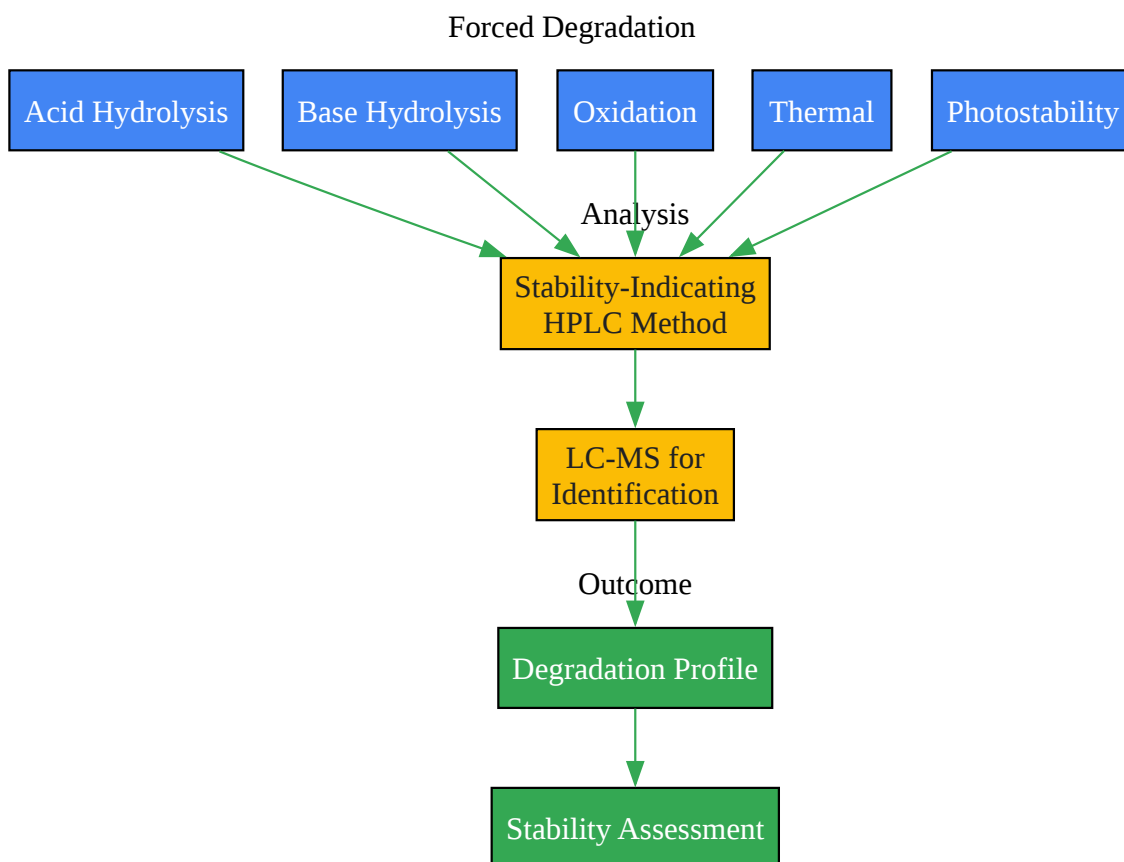 Forced Degradation
Acid Hydrolysis
Base Hydrolysis
Oxidation
Thermal
Photostability
Analysis
Stability-Indicating
HPLC Method
LC-MS for
Identification
Outcome
Degradation Profile
Stability Assessment